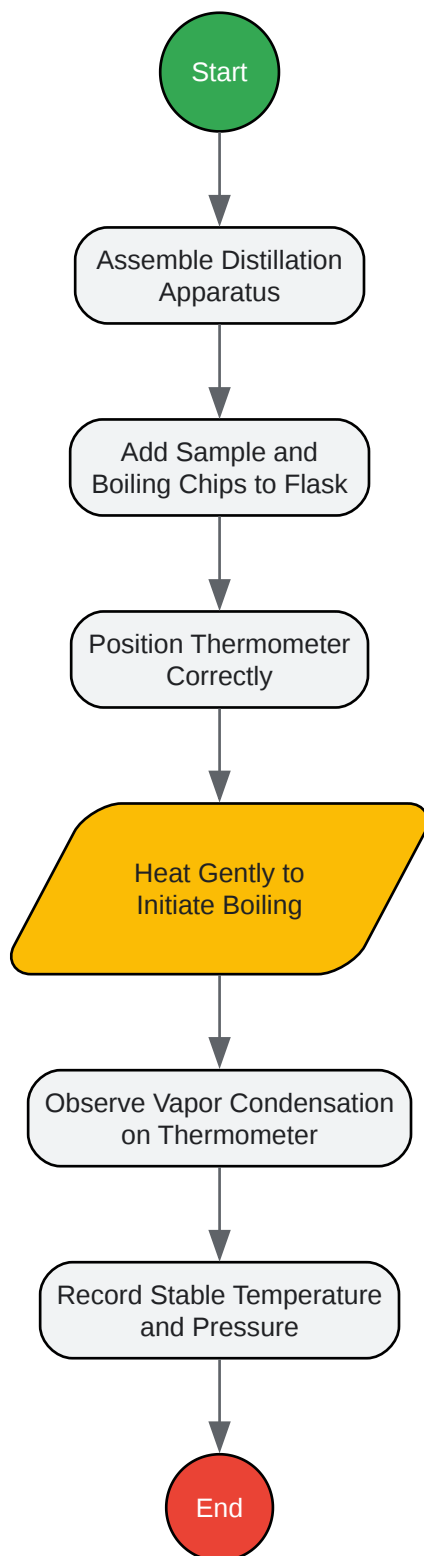 Start
Assemble Distillation
Apparatus
Add Sample and
Boiling Chips to Flask
Position Thermometer
Correctly
Heat Gently to
Initiate Boiling
Observe Vapor Condensation
on Thermometer
Record Stable Temperature
and Pressure
End